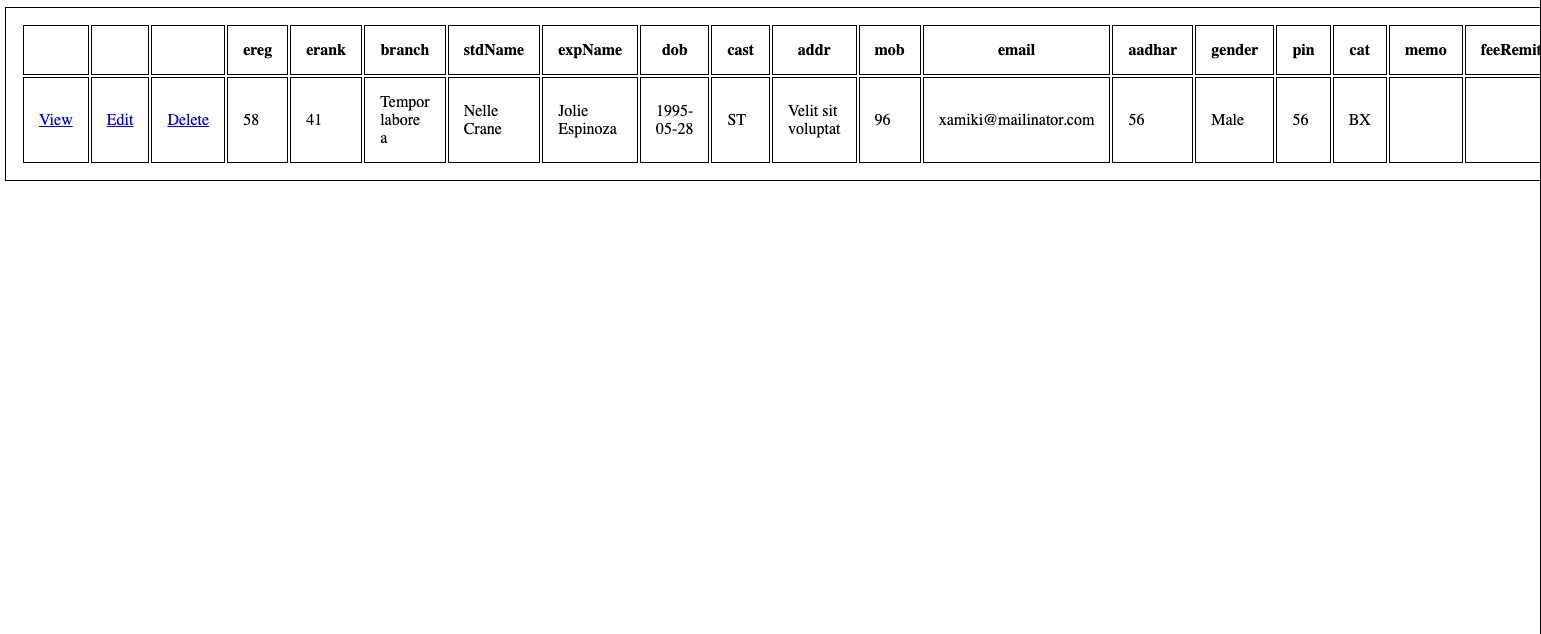 ereg erank branch stdName expName dob cast addr mob email aadhar gender pin cat memo feeRemit
View Edit Delete 58 41 Tempor labore a Nelle Crane Jolie Espinoza 1995-05-28 ST Velit sit voluptat 96 xamiki@mailinator.com 56 Male 56 BX